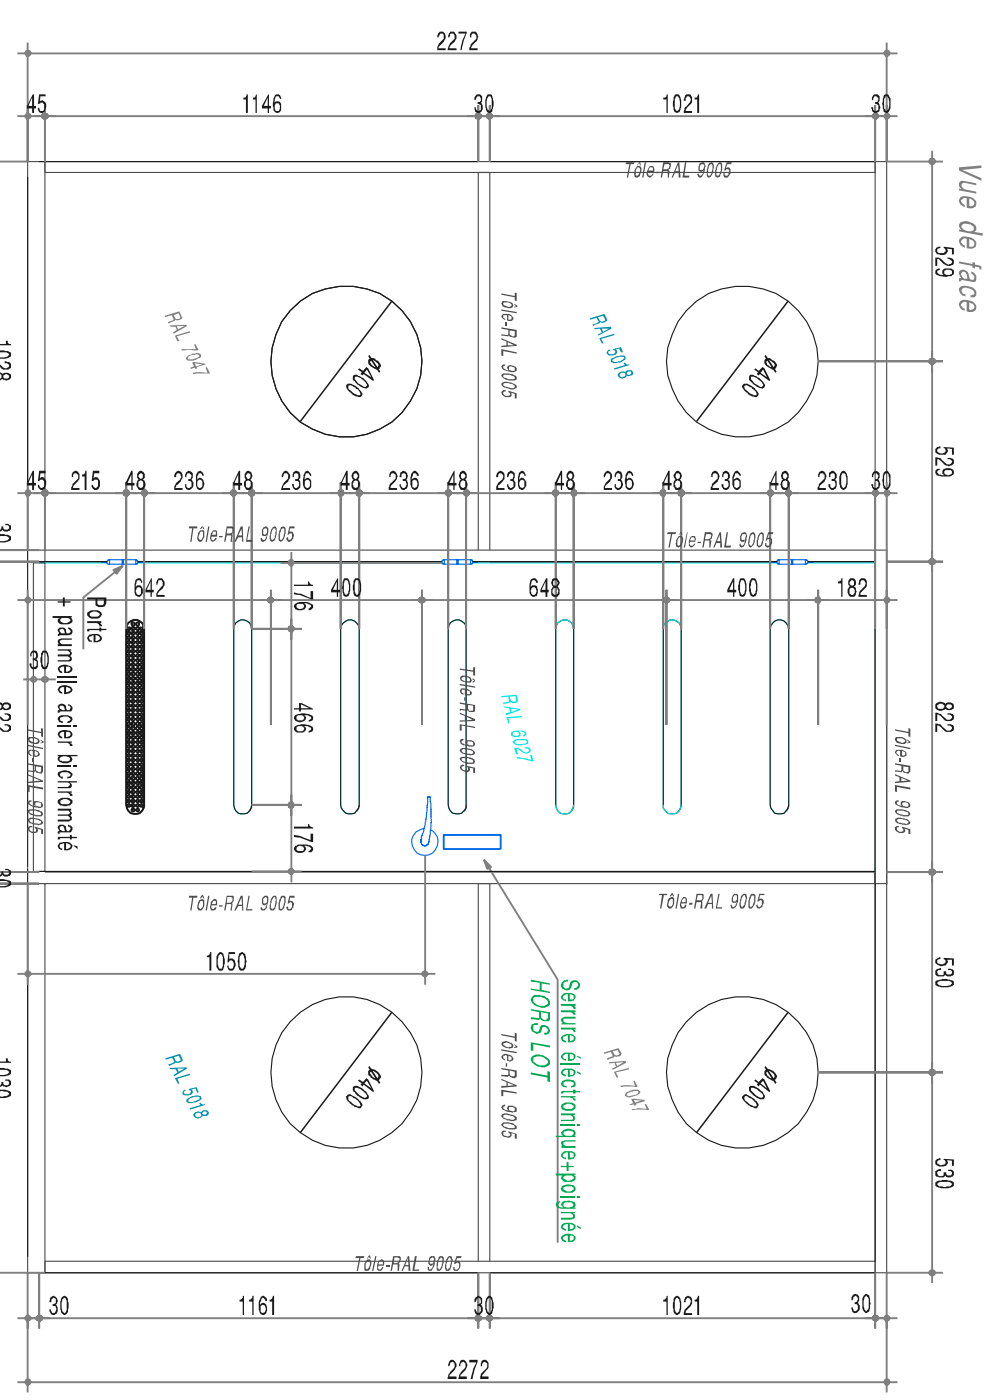 2272
45
1146
30
1021
30
Tôle-RAL 9005
Vue de face
529
RAL 7047
ø400
Tôle-RAL 9005
RAL 5018
ø400
1028
529
45
215
48
236
48
236
48
236
48
236
48
236
48
236
48
230
30
30
Tôle-RAL 9005
Tôle-RAL 9005
642
176
400
648
400
182
Porte
+ paumelle acier bichromaté
30
466
Tôle-RAL 9005
RAL 6027
822
822
Tôle-RAL 9005
Tôle-RAL 9005
176
30
Tôle-RAL 9005
Tôle-RAL 9005
1050
530
Serrure éléctronique+poignée
HORS LOT
RAL 5018
ø400
Tôle-RAL 9005
RAL 7047
ø400
1030
530
Tôle-RAL 9005
30
1161
30
1021
30
2272